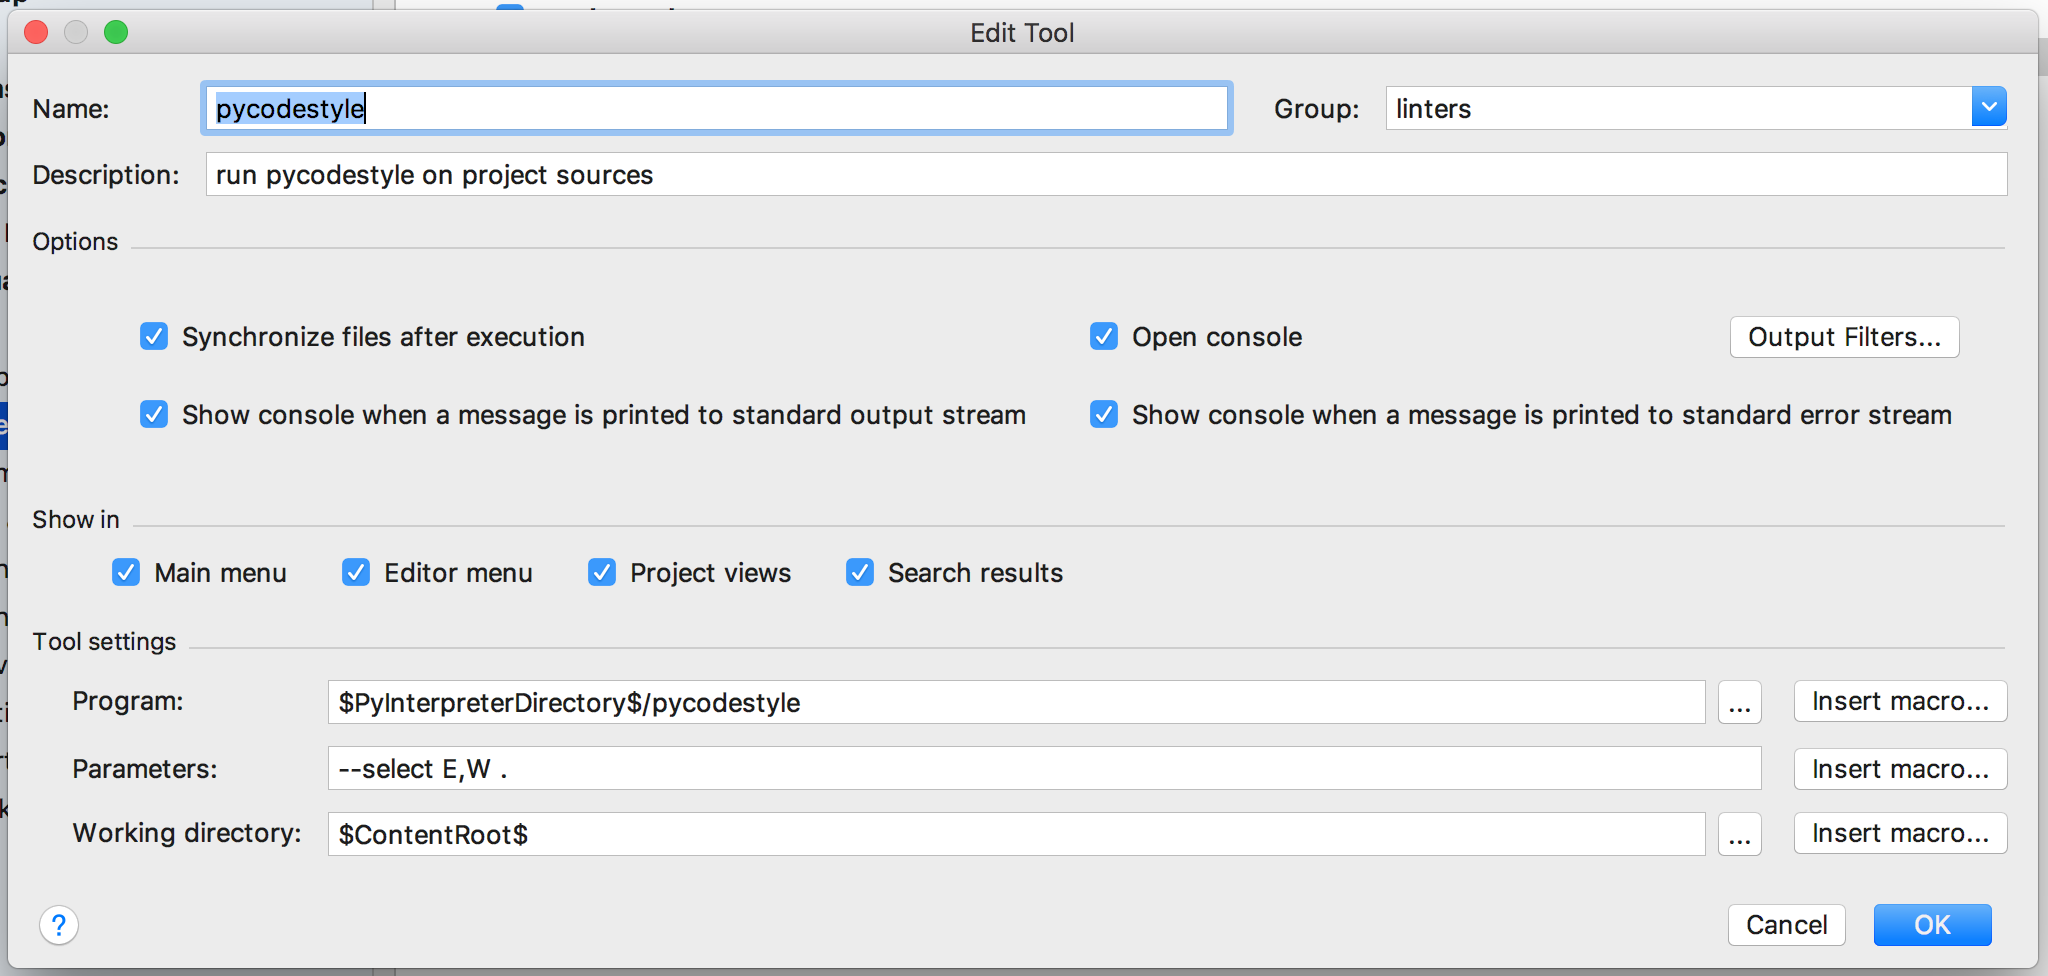 Edit Tool
Name: pycodestyle Group: linters
Description: run pycodestyle on project sources
Options
Synchronize files after execution Open console Output Filters...
Show console when a message is printed to standard output stream Show console when a message is printed to standard error stream
Show in
Main menu Editor menu Project views Search results
Tool settings
Program: $PyInterpreterDirectory$/pycodestyle ... Insert macro...
Parameters: --select E,W . Insert macro...
Working directory: $ContentRoot$ ... Insert macro...
? Cancel OK